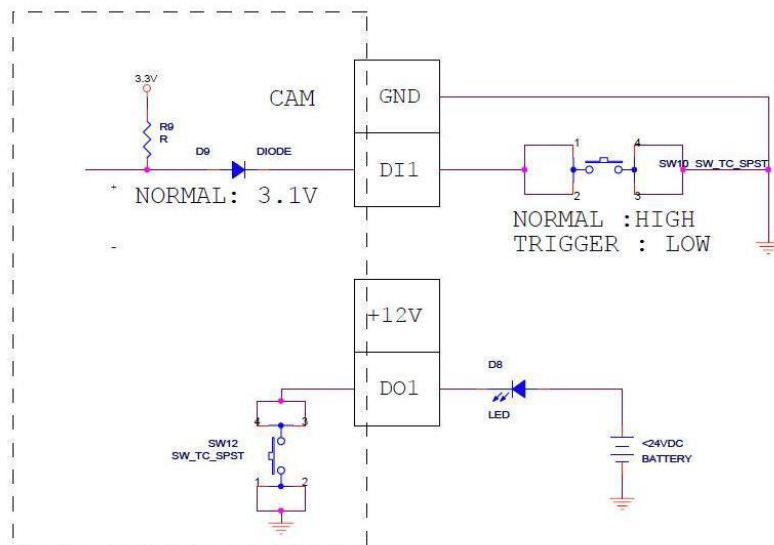 3.3V
R9
R
CAM
GND
D9
DIODE
DI1
+
NORMAL: 3.1V
-
1
4
SW10 SW_TC_SPST
2
3
NORMAL :HIGH
TRIGGER : LOW
+12V
DO1
D8
LED
4
3
SW12
SW_TC_SPST
1
2
<24VDC
BATTERY